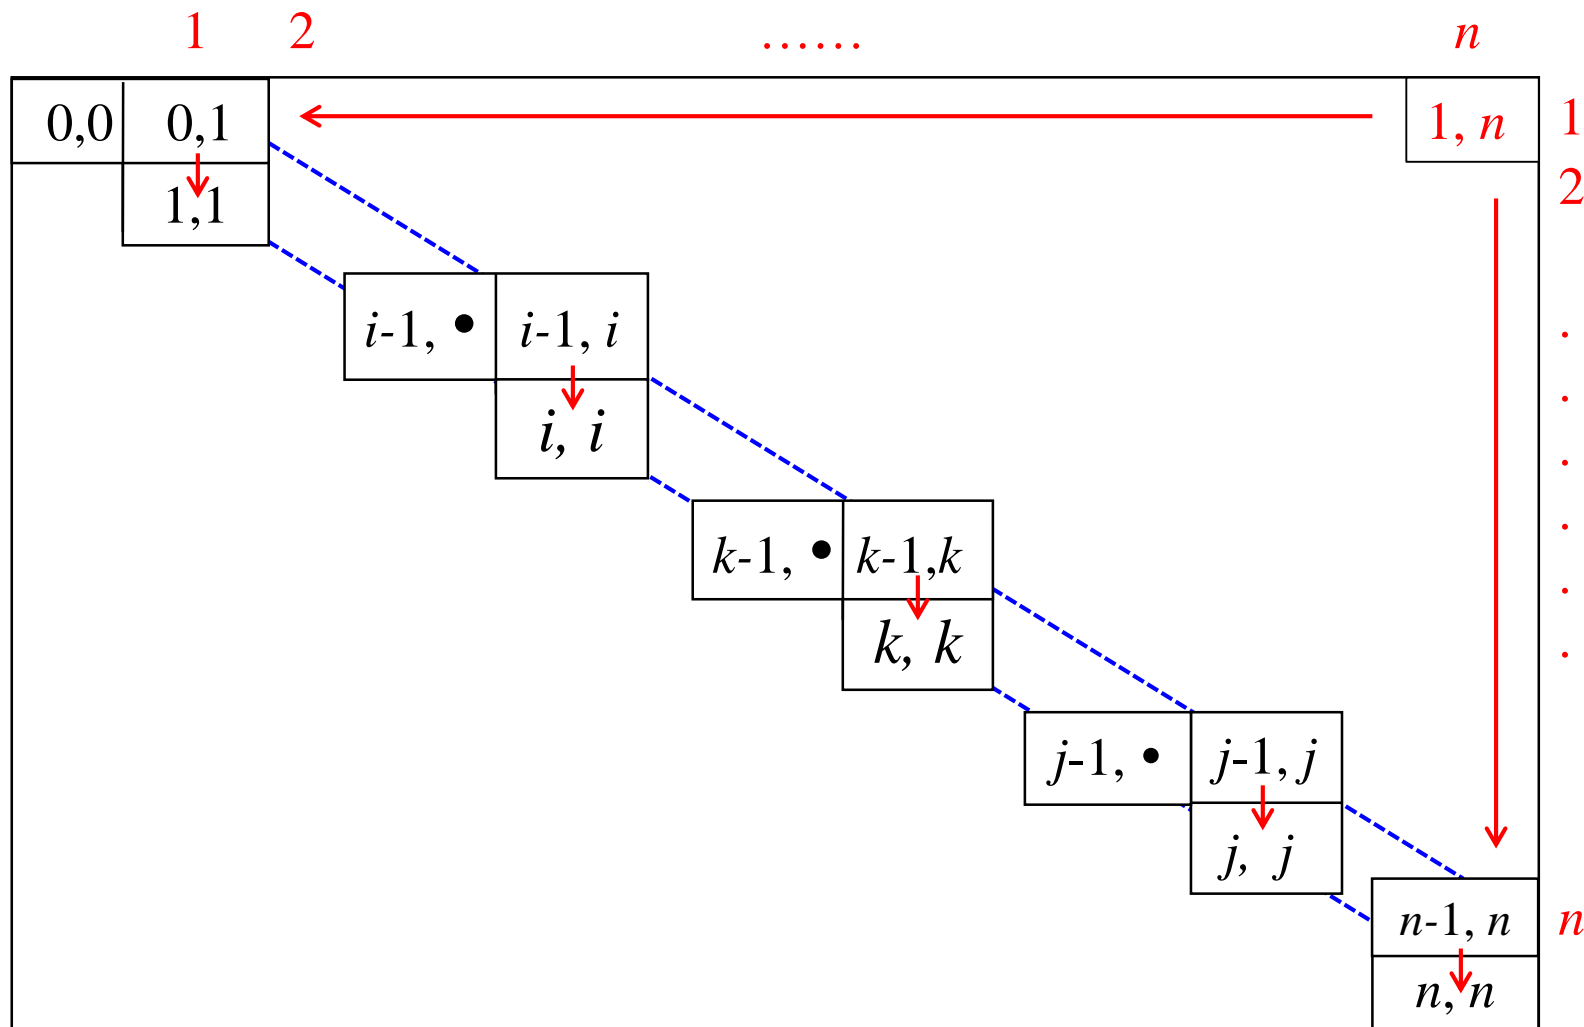 1 2 ...... n
0,0 0,1 1, n 1
1,1 2
i-1, • i-1, i .
.
i, i .
.
k-1, • k-1,k .
k, k .
j-1, • j-1, j
j, j
n-1, n n
n, n